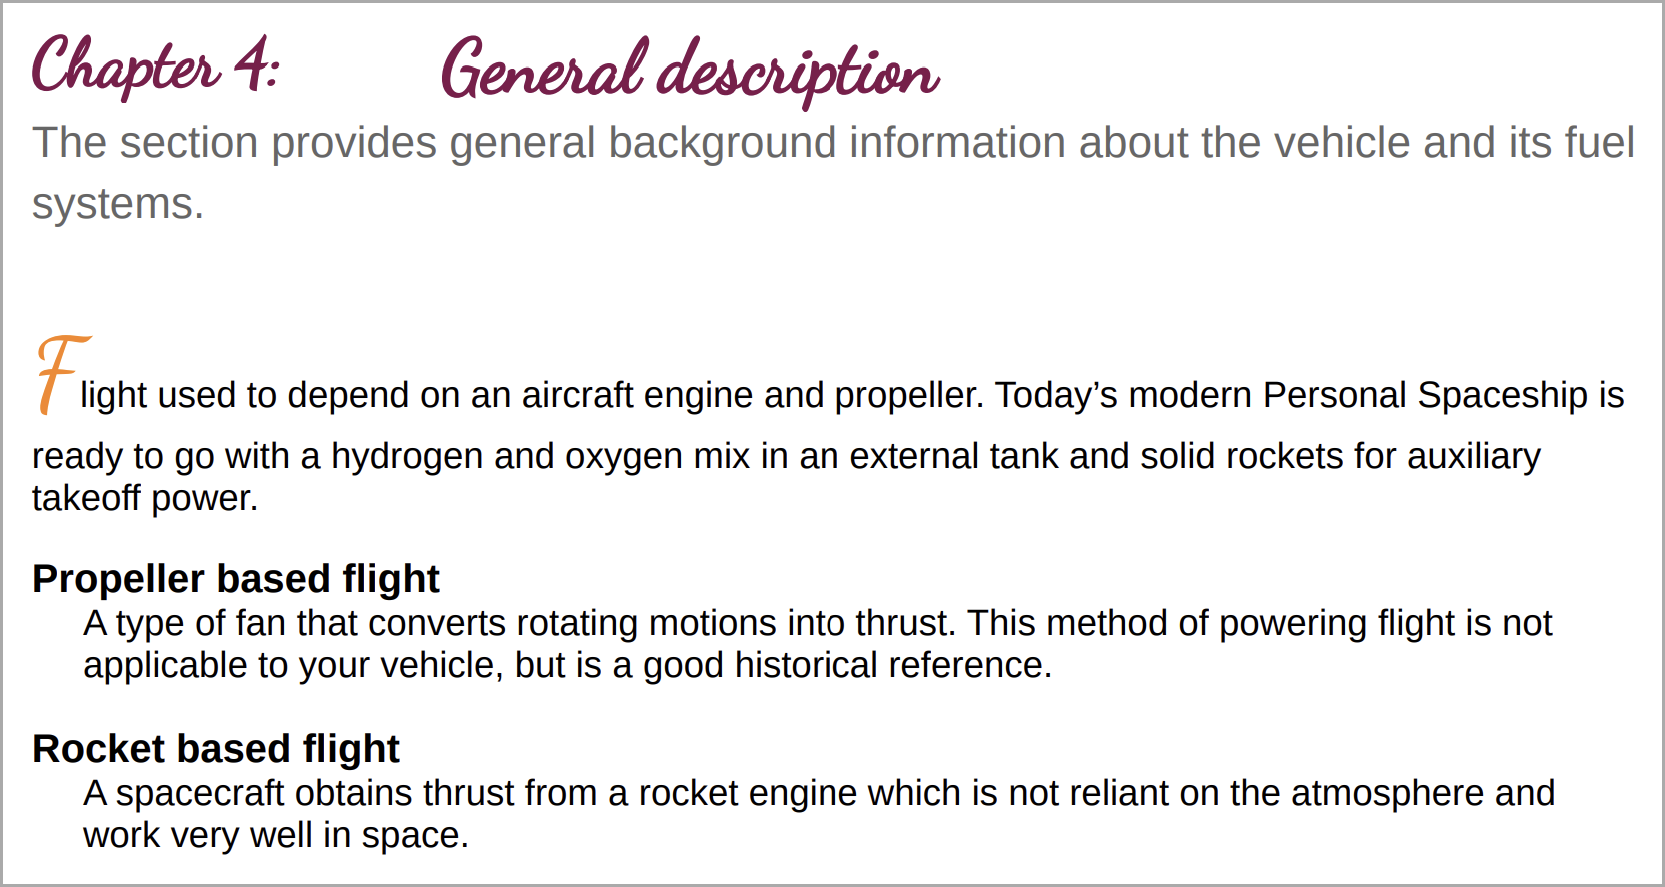 Chapter 4: General description
The section provides general background information about the vehicle and its fuel
systems.
Flight used to depend on an aircraft engine and propeller. Today’s modern Personal Spaceship is
ready to go with a hydrogen and oxygen mix in an external tank and solid rockets for auxiliary
takeoff power.
Propeller based flight
A type of fan that converts rotating motions into thrust. This method of powering flight is not
applicable to your vehicle, but is a good historical reference.
Rocket based flight
A spacecraft obtains thrust from a rocket engine which is not reliant on the atmosphere and
work very well in space.